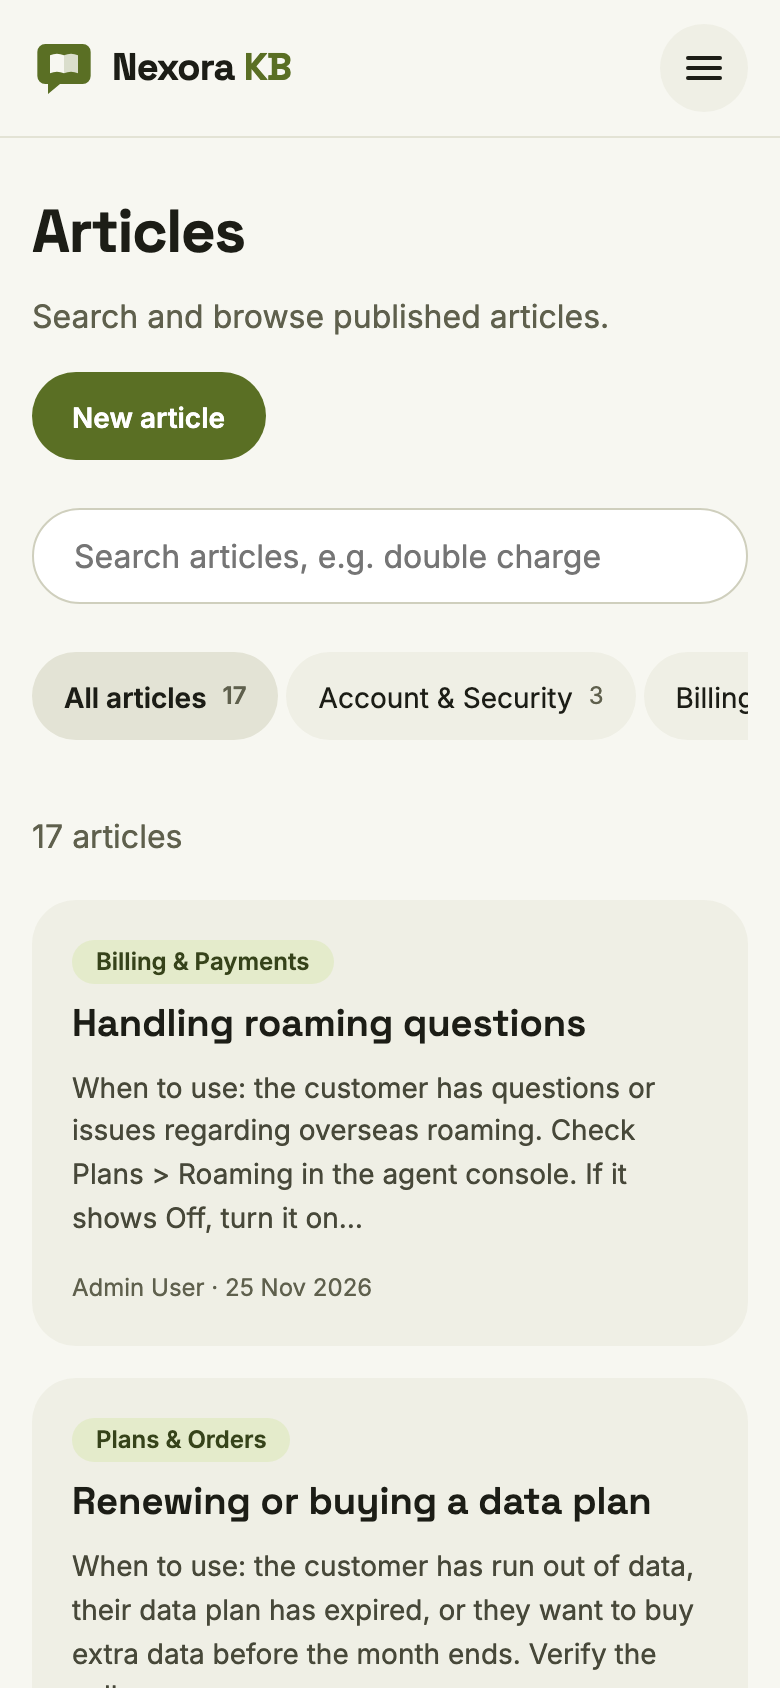 Nexora KB
Articles
Search and browse published articles.
New article
Search articles, e.g. double charge
All articles 17 Account & Security 3 Billing
17 articles
Billing & Payments
Handling roaming questions
When to use: the customer has questions or
issues regarding overseas roaming. Check
Plans > Roaming in the agent console. If it
shows Off, turn it on...
Admin User · 25 Nov 2026
Plans & Orders
Renewing or buying a data plan
When to use: the customer has run out of data,
their data plan has expired, or they want to buy
extra data before the month ends. Verify the